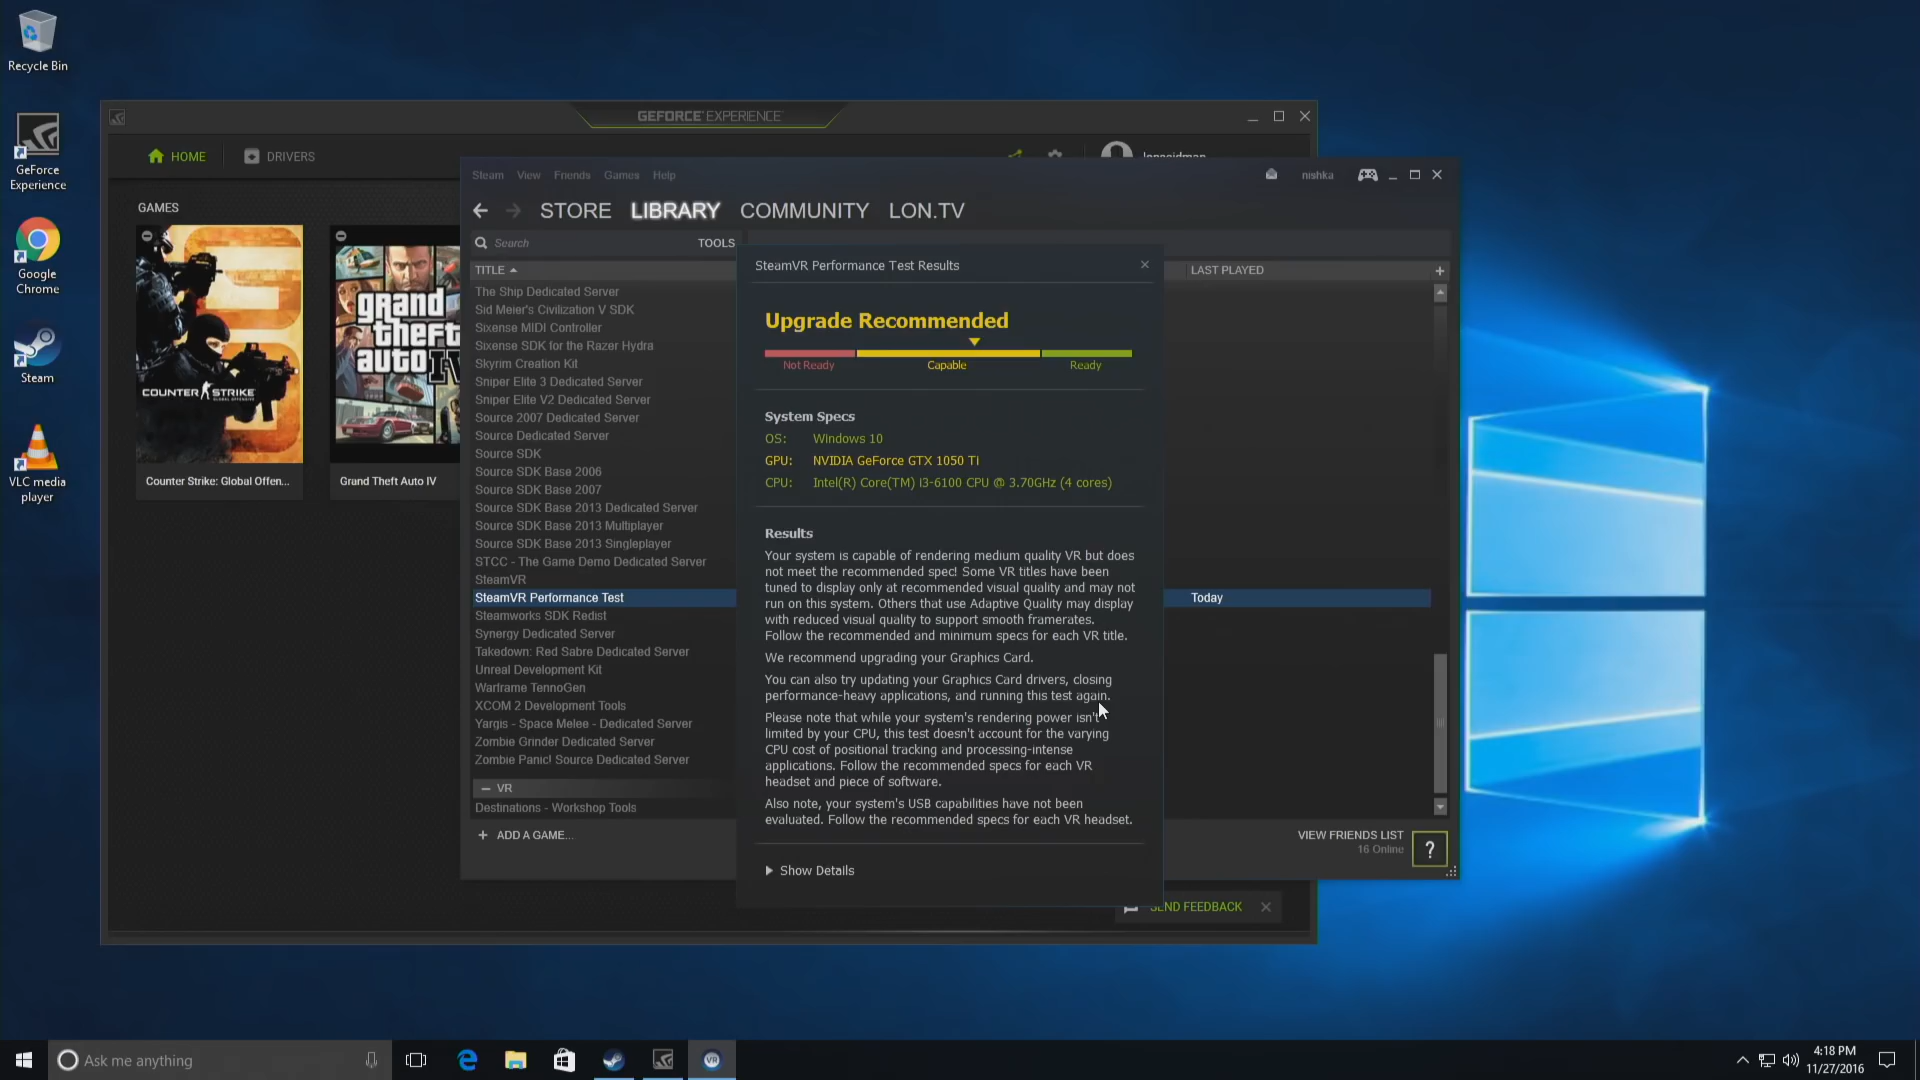 Recycle Bin
GeForce
Experience
Google
Chrome
Steam
VLC media
player
GEFORCE EXPERIENCE
HOME
DRIVERS
GAMES
COUNTER STRIKE
GLOBAL OFFENSIVE
Counter Strike: Global Offen...
grand
theft
auto IV
Grand Theft Auto IV
Steam View Friends Games Help
nishka
STORE LIBRARY COMMUNITY LON.TV
Search
TOOLS
TITLE
LAST PLAYED
The Ship Dedicated Server
Sid Meier's Civilization V SDK
Sixense MIDI Controller
Sixense SDK for the Razer Hydra
Skyrim Creation Kit
Sniper Elite 3 Dedicated Server
Sniper Elite V2 Dedicated Server
Source 2007 Dedicated Server
Source Dedicated Server
Source SDK
Source SDK Base 2006
Source SDK Base 2007
Source SDK Base 2013 Dedicated Server
Source SDK Base 2013 Multiplayer
Source SDK Base 2013 Singleplayer
STCC - The Game Demo Dedicated Server
SteamVR
SteamVR Performance Test
Today
Steamworks SDK Redist
Synergy Dedicated Server
Takedown: Red Sabre Dedicated Server
Unreal Development Kit
Warframe TennoGen
XCOM 2 Development Tools
Yargis - Space Melee - Dedicated Server
Zombie Grinder Dedicated Server
Zombie Panic! Source Dedicated Server
VR
Destinations - Workshop Tools
ADD A GAME...
VIEW FRIENDS LIST
16 Online
?
SteamVR Performance Test Results
Upgrade Recommended
Not Ready Capable Ready
System Specs
OS: Windows 10
GPU: NVIDIA GeForce GTX 1050 Ti
CPU: Intel(R) Core(TM) i3-6100 CPU @ 3.70GHz (4 cores)
Results
Your system is capable of rendering medium quality VR but does
not meet the recommended spec! Some VR titles have been
tuned to display only at recommended visual quality and may not
run on this system. Others that use Adaptive Quality may display
with reduced visual quality to support smooth framerates.
Follow the recommended and minimum specs for each VR title.
We recommend upgrading your Graphics Card.
You can also try updating your Graphics Card drivers, closing
performance-heavy applications, and running this test again.
Please note that while your system's rendering power isn't
limited by your CPU, this test doesn't account for the varying
CPU cost of positional tracking and processing-intense
applications. Follow the recommended specs for each VR
headset and piece of software.
Also note, your system's USB capabilities have not been
evaluated. Follow the recommended specs for each VR headset.
Show Details
SEND FEEDBACK
Ask me anything
VR
4:18 PM
11/27/2016